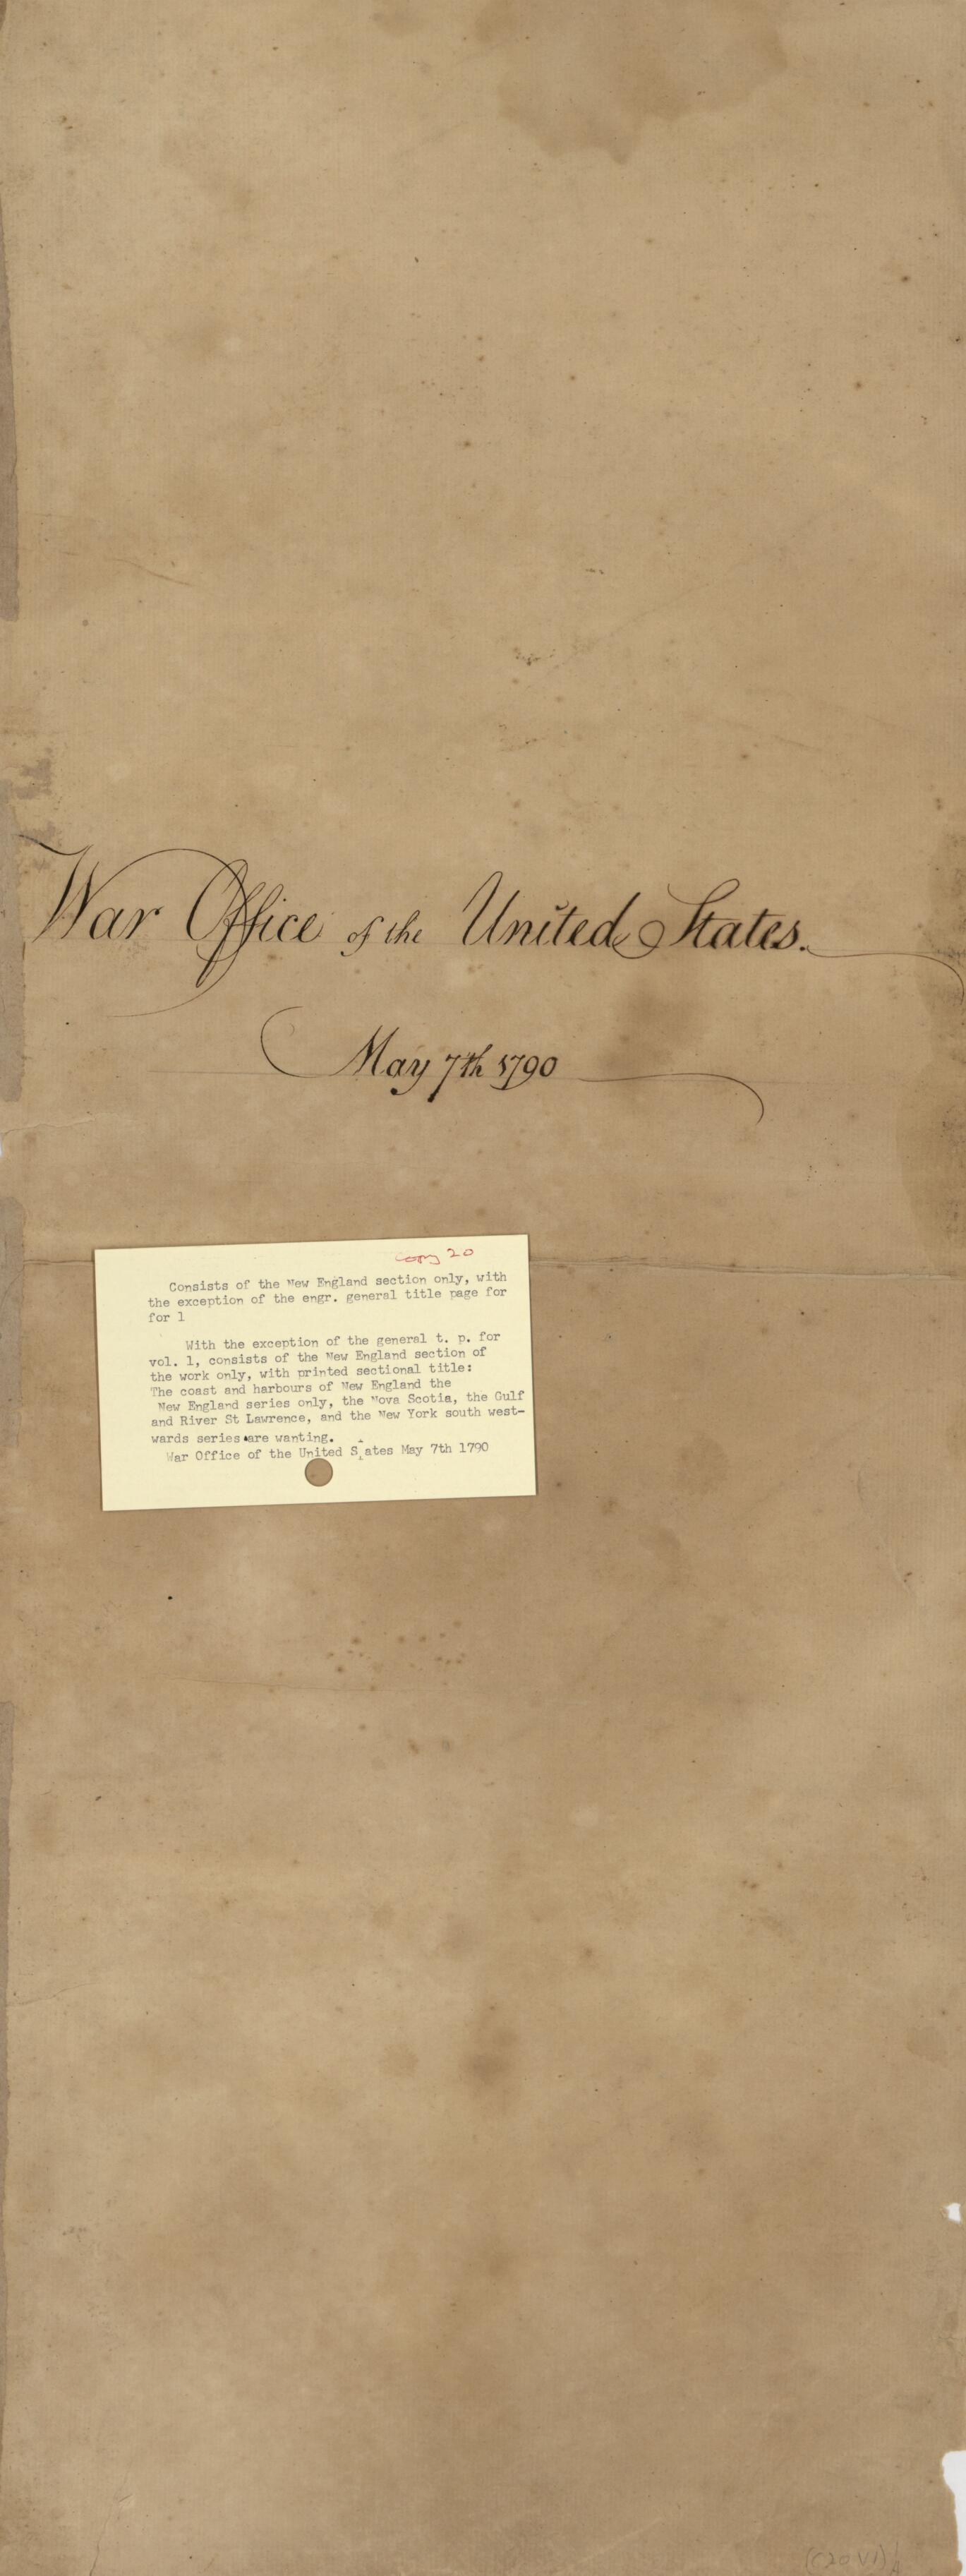 War Office of the United States.
May 7th 1790
Copy 20
Consists of the New England section only, with
the exception of the engr. general title page for
for 1
With the exception of the general t. p. for
vol. 1, consists of the New England section of
the work only, with printed sectional title:
The coast and harbours of New England the
New England series only, the Nova Scotia, the Gulf
and River St Lawrence, and the New York south west-
wards series are wanting.
War Office of the United S ates May 7th 1790